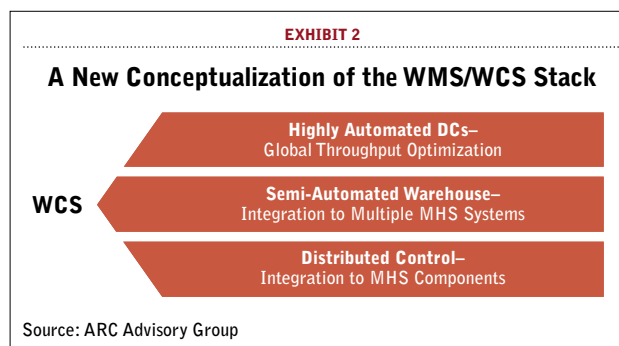 EXHIBIT 2
A New Conceptualization of the WMS/WCS Stack
Highly Automated DCs–
Global Throughput Optimization
WCS
Semi-Automated Warehouse–
Integration to Multiple MHS Systems
Distributed Control–
Integration to MHS Components
Source: ARC Advisory Group